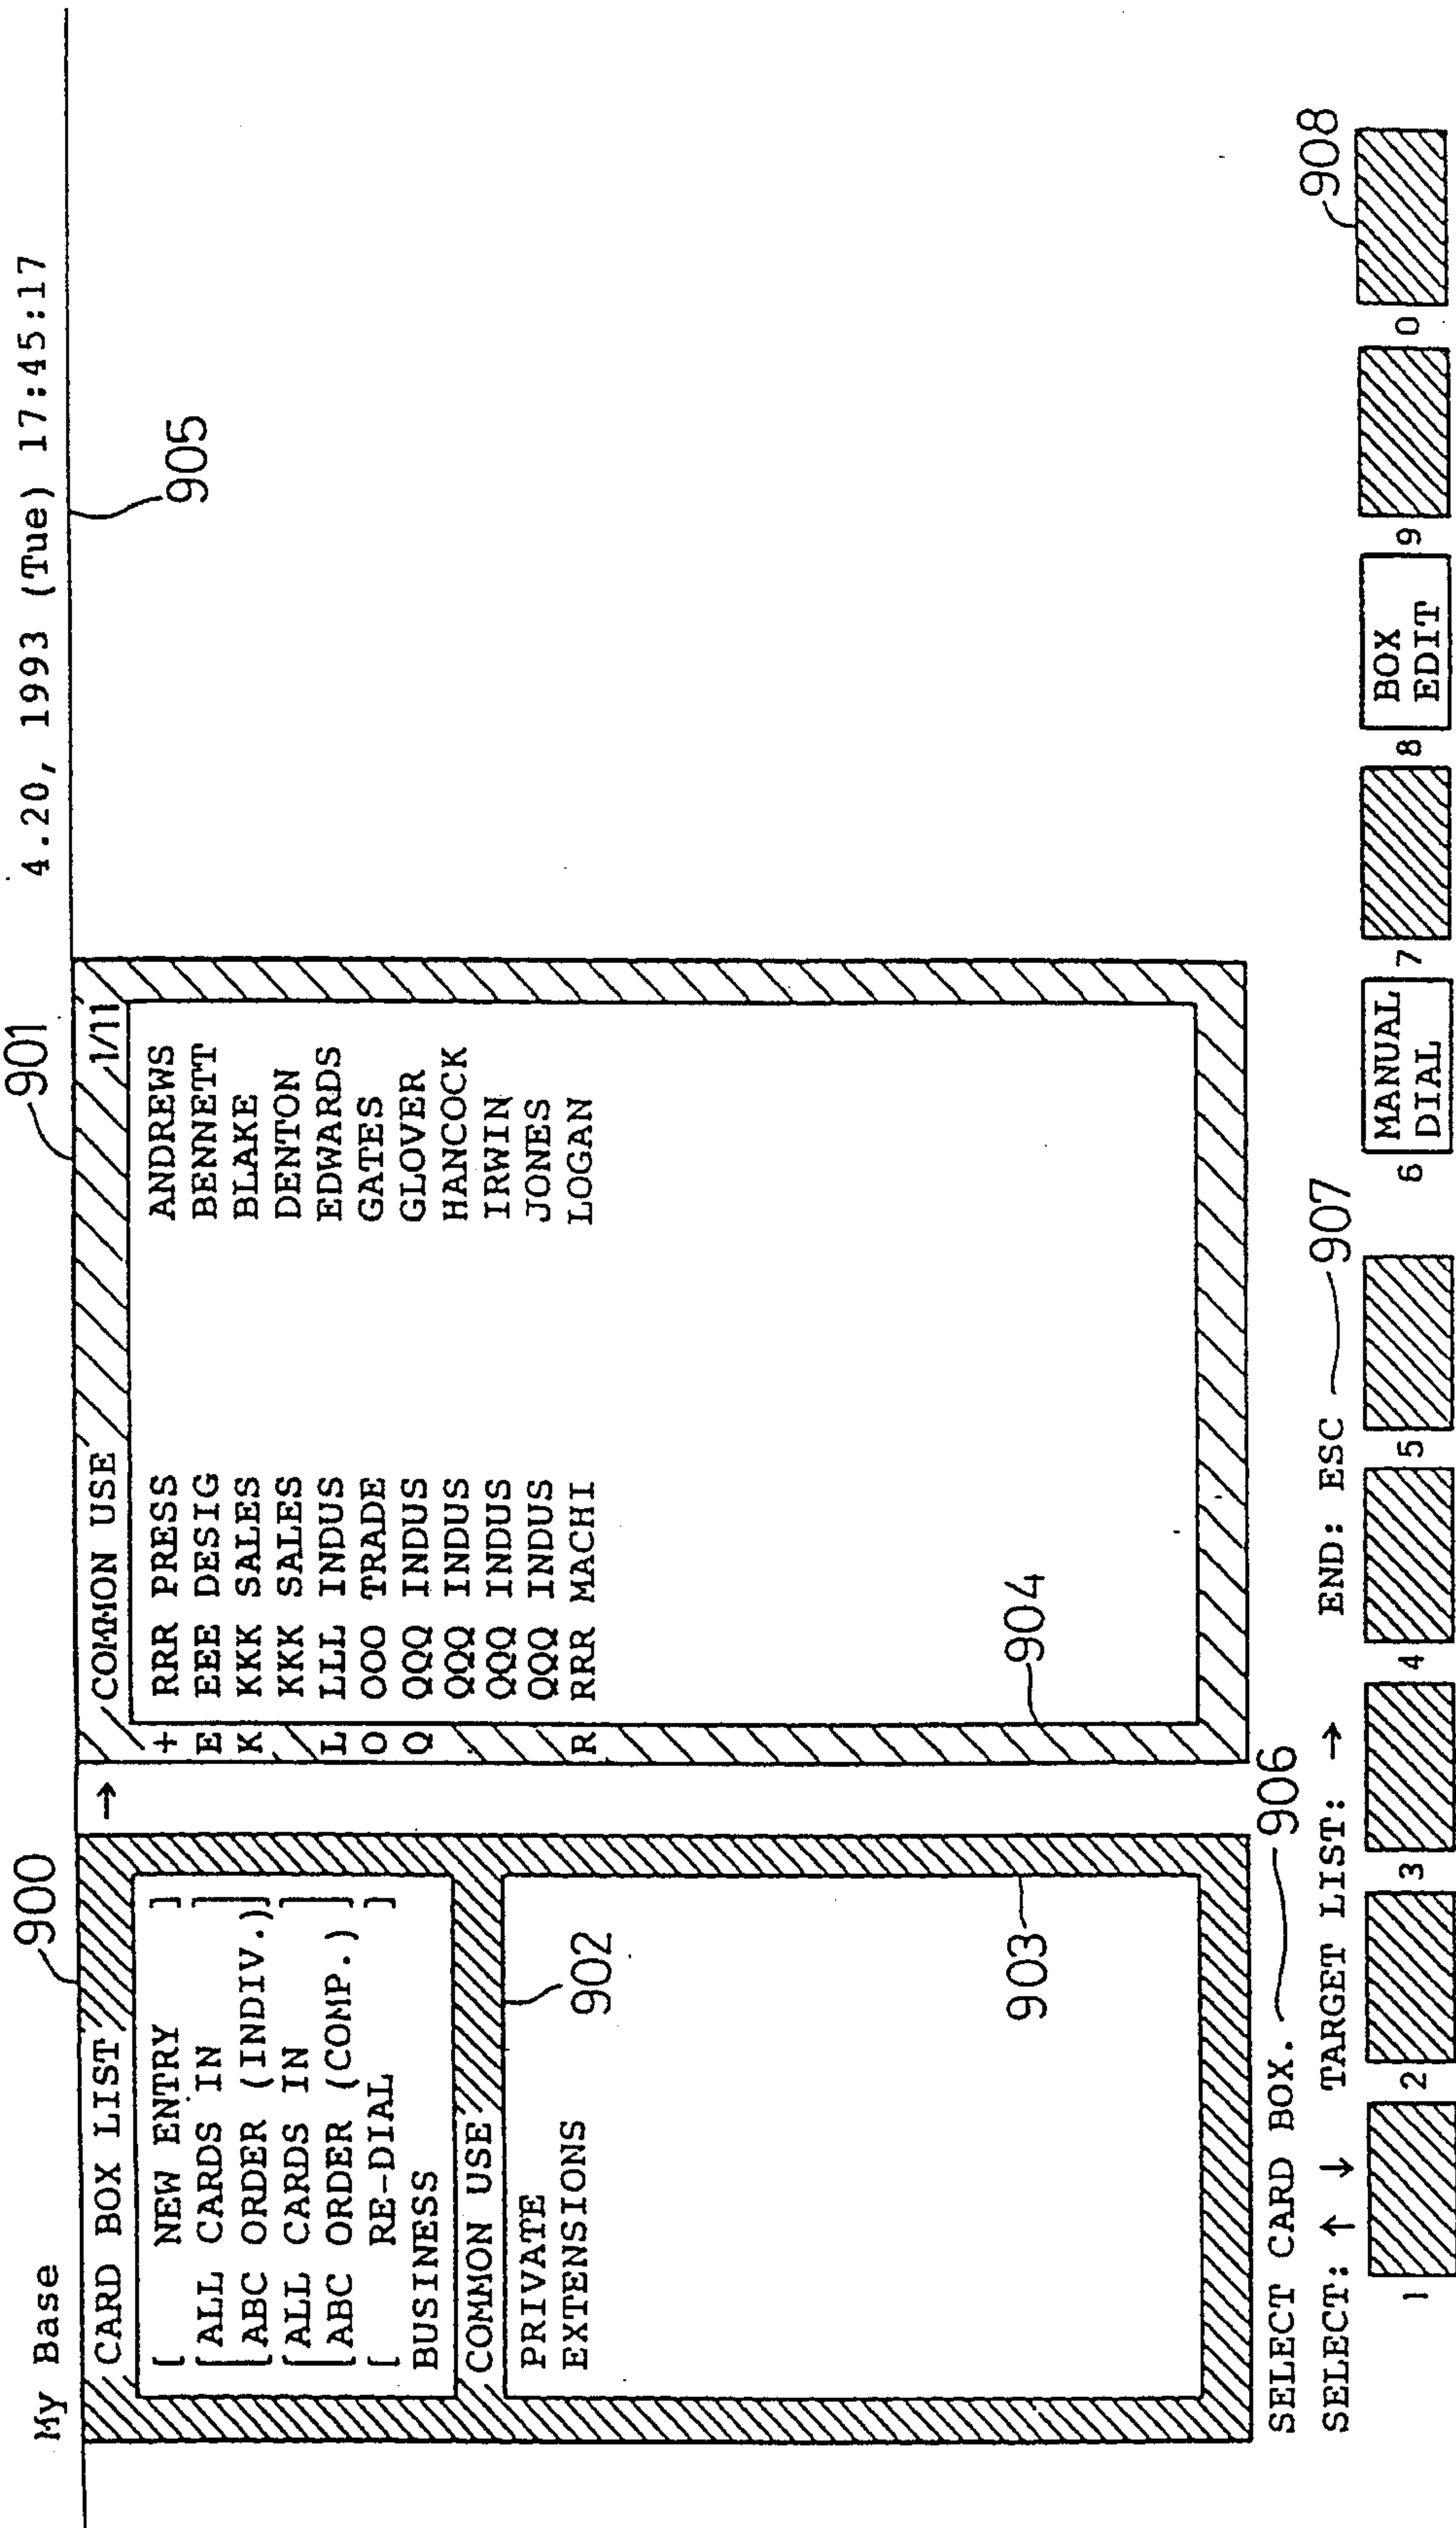 My Base 4.20, 1993 (Tue) 17:45:17
900
901
905
CARD BOX LIST
[ NEW ENTRY ]
[ALL CARDS IN ]
[ABC ORDER (INDIV.)]
[ALL CARDS IN ]
[ABC ORDER (COMP.) ]
[ RE-DIAL ]
BUSINESS
COMMON USE
PRIVATE
EXTENSIONS
902
903
→
COMMON USE 1/11
+ RRR PRESS ANDREWS
E EEE DESIG BENNETT
K KKK SALES BLAKE
KKK SALES DENTON
L LLL INDUS EDWARDS
O OOO TRADE GATES
Q QQQ INDUS GLOVER
QQQ INDUS HANCOCK
QQQ INDUS IRWIN
QQQ INDUS JONES
R RRR MACHI LOGAN
904
SELECT CARD BOX. 906
SELECT: ↑ ↓ TARGET LIST: → END: ESC 907
908
1 2 3 4 5 6 MANUAL DIAL 7 8 BOX EDIT 9 0